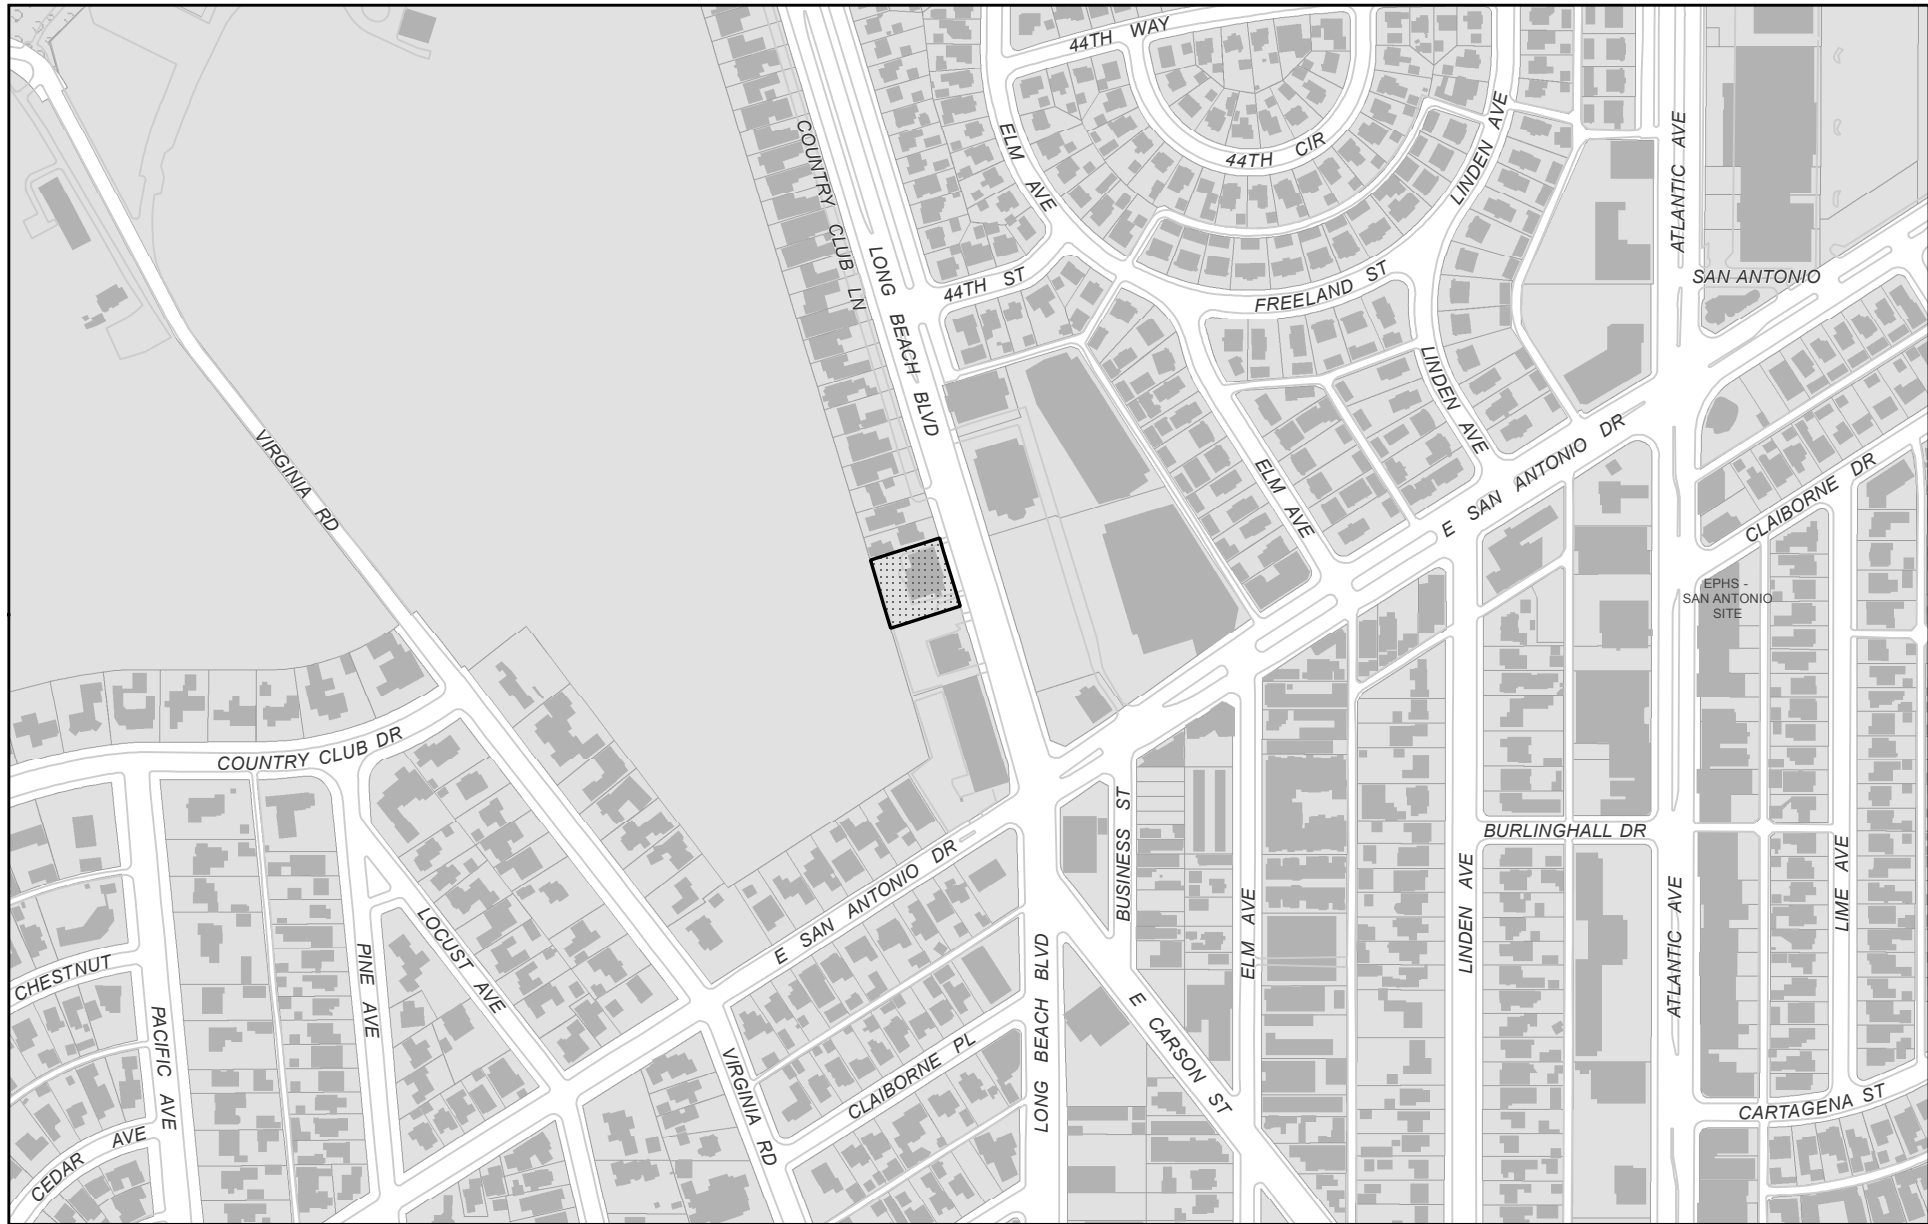 44TH WAY
COUNTRY CLUB LN
ELM AVE
44TH CIR
LINDEN AVE
ATLANTIC AVE
LONG BEACH BLVD
44TH ST
FREELAND ST
SAN ANTONIO
VIRGINIA RD
LINDEN AVE
ELM AVE
E SAN ANTONIO DR
CLAIBORNE DR
EPHS -
SAN ANTONIO
SITE
COUNTRY CLUB DR
BUSINESS ST
BURLINGHALL DR
E SAN ANTONIO DR
LOCUST AVE
PINE AVE
CHESTNUT
PACIFIC AVE
CEDAR AVE
VIRGINIA RD
CLAIBORNE PL
LONG BEACH BLVD
E CARSON ST
ELM AVE
LINDEN AVE
ATLANTIC AVE
LIME AVE
CARTAGENA ST